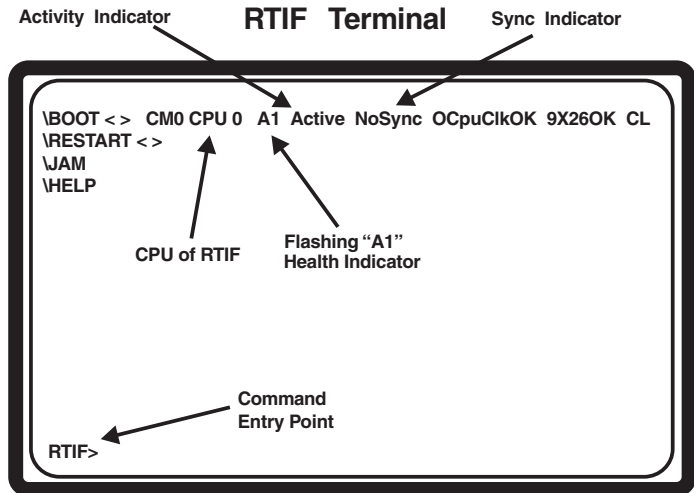 RTIF Terminal
Activity Indicator
Sync Indicator
\BOOT < > CM0 CPU 0 A1 Active NoSync OCpuClkOK 9X26OK CL
\RESTART < >
\JAM
\HELP
CPU of RTIF
Flashing “A1”
Health Indicator
Command
Entry Point
RTIF>